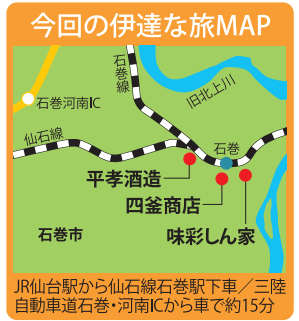 今回の伊達な旅MAP
石巻線
旧北上川
石巻河南IC
仙石線
石巻
平孝酒造
四釜商店
石巻市
味彩しん家
JR仙台駅から仙石線石巻駅下車／三陸
自動車道石巻・河南ICから車で約15分